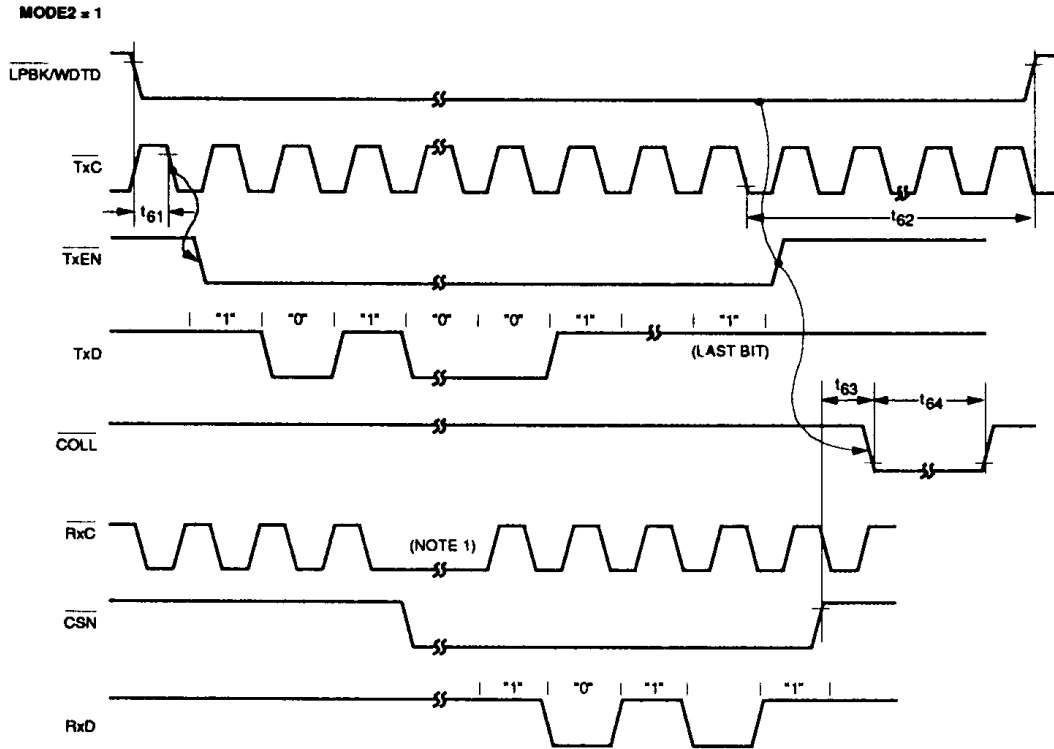 MODE2 = 1
LPBK/WDTD
TxC
t61
t62
TxEN
"1" "0" "1" "0" "0" "1" "1"
TxD
(LAST BIT)
t63
t64
COLL
RxC
(NOTE 1)
CSN
"1" "0" "1" "1"
RxD